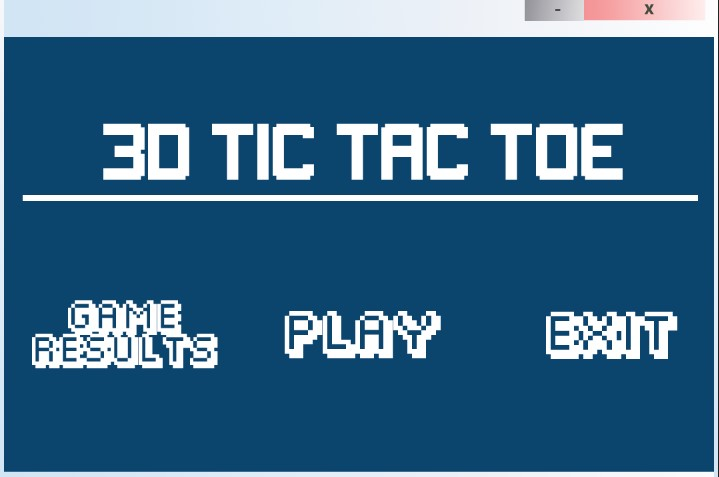 - X
3D TIC TAC TOE
GAME
RESULTS
PLAY
EXIT